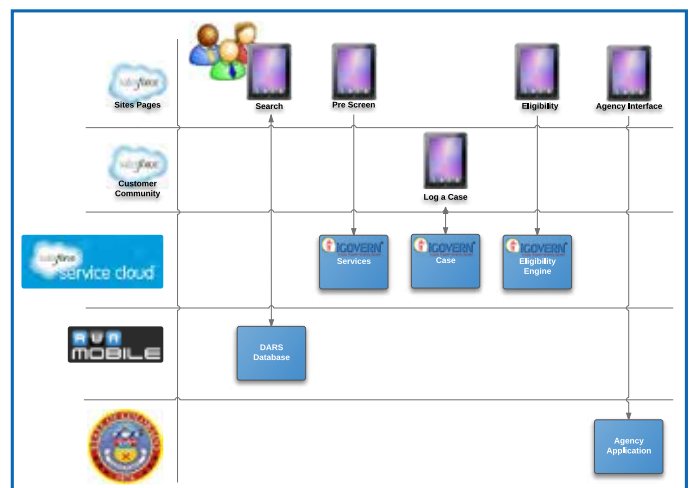 salesforce
Sites Pages
Search
Pre Screen
Eligibility
Agency Interface
salesforce
Customer
Community
Log a Case
salesforce
service cloud
IGOVERN
Services
IGOVERN
Case
IGOVERN
Eligibility
Engine
RUN
MOBILE
DARS
Database
Agency
Application